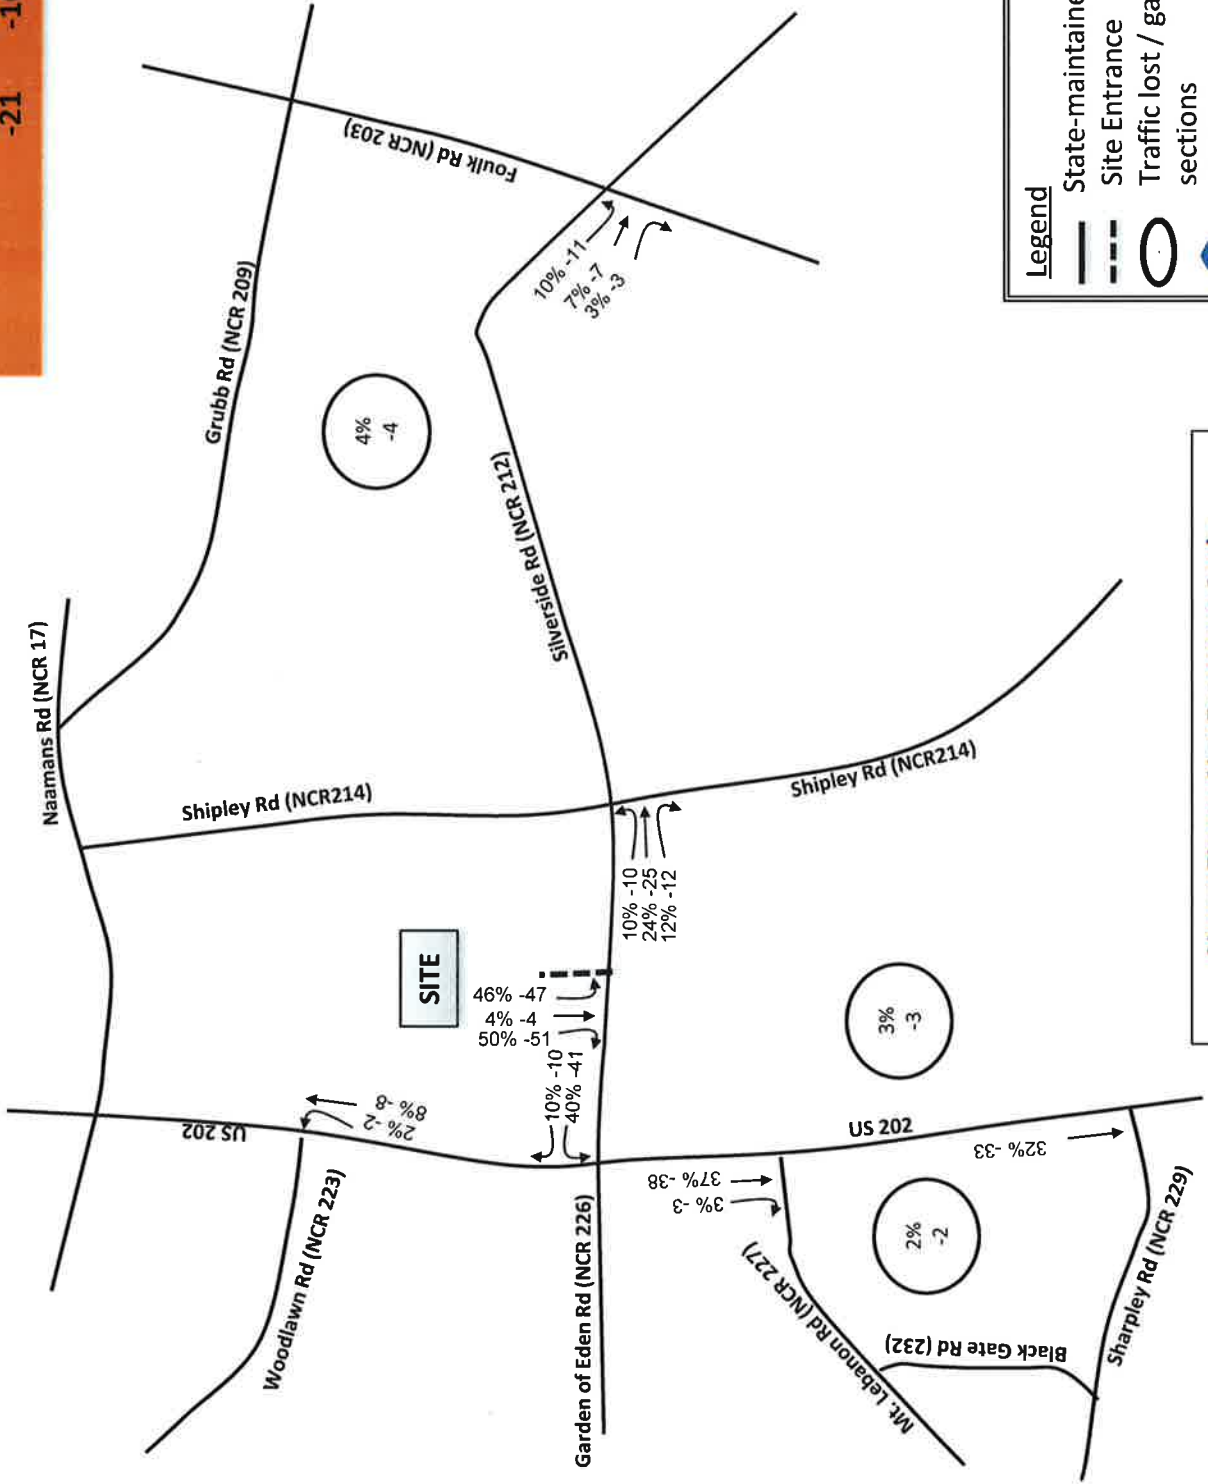 -21
Naamans Rd (NCR 17)
Grubb Rd (NCR 209)
Foulk Rd (NCR 203)
Shipley Rd (NCR214)
4%
-4
Silverside Rd (NCR 212)
10% -11
7% -7
3% -3
SITE
46% -47
4% -4
50% -51
10% -10
24% -25
12% -12
Shipley Rd (NCR214)
US 202
8% -8
2% -2
Woodlawn Rd (NCR 223)
10% -10
40% -41
Garden of Eden Rd (NCR 226)
37% -38
3% -3
US 202
3%
-3
32% -33
2%
-2
Mt. Lebanon Rd (NCR 227)
Black Gate Rd (232)
Sharpley Rd (NCR 229)
Legend
State-maintaine
Site Entrance
Traffic lost / ga
sections